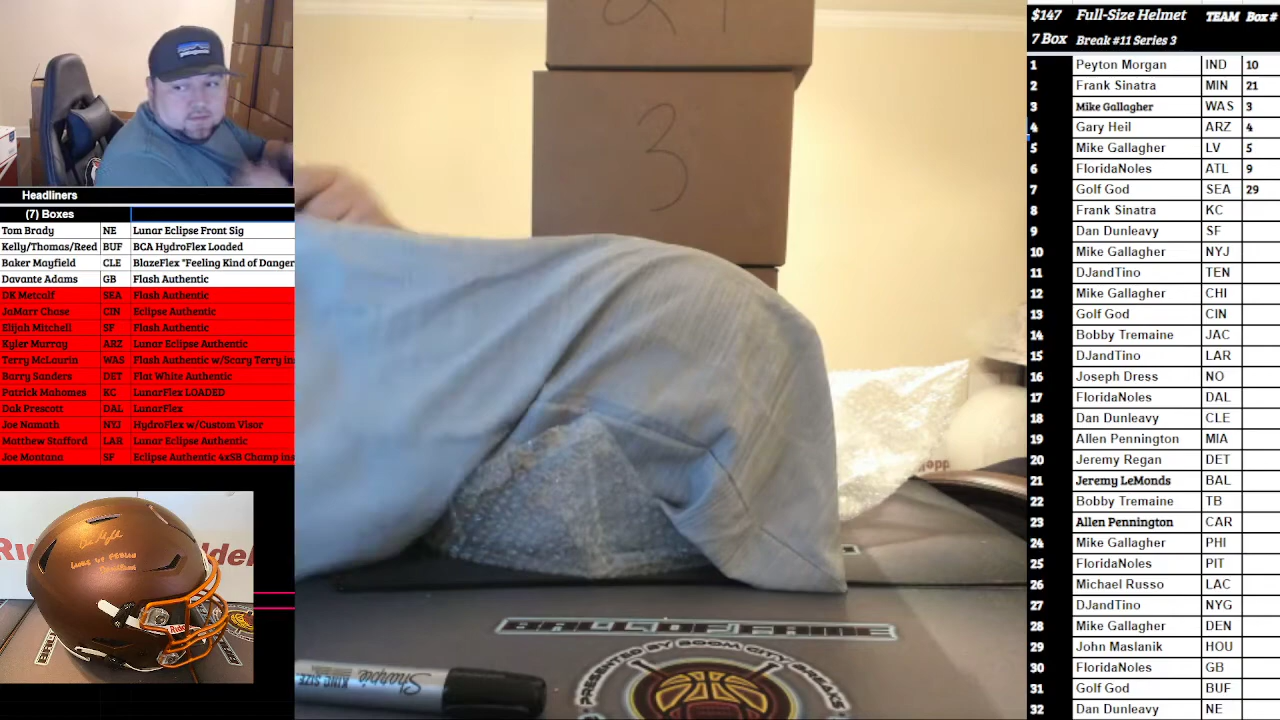 Headliners
(7) Boxes
Tom Brady NE Lunar Eclipse Front Sig
Kelly/Thomas/Reed BUF BCA HydroFlex Loaded
Baker Mayfield CLE BlazeFlex "Feeling Kind of Danger
Davante Adams GB Flash Authentic
DK Metcalf SEA Flash Authentic
JaMarr Chase CIN Eclipse Authentic
Elijah Mitchell SF Flash Authentic
Kyler Murray ARZ Lunar Eclipse Authentic
Terry McLaurin WAS Flash Authentic w/Scary Terry in
Barry Sanders DET Flat White Authentic
Patrick Mahomes KC LunarFlex LOADED
Dak Prescott DAL LunarFlex
Joe Namath NYJ HydroFlex w/Custom Visor
Matthew Stafford LAR Lunar Eclipse Authentic
Joe Montana SF Eclipse Authentic 4xSB Champ ins
3
BALL OF FAME
PRESENTED BY BOOM CITY BREAKS
Sharpie
KING SIZE
$147 Full-Size Helmet TEAM Box #
7 Box Break #11 Series 3
1 Peyton Morgan IND 10
2 Frank Sinatra MIN 21
3 Mike Gallagher WAS 3
4 Gary Heil ARZ 4
5 Mike Gallagher LV 5
6 FloridaNoles ATL 9
7 Golf God SEA 29
8 Frank Sinatra KC
9 Dan Dunleavy SF
10 Mike Gallagher NYJ
11 DJandTino TEN
12 Mike Gallagher CHI
13 Golf God CIN
14 Bobby Tremaine JAC
15 DJandTino LAR
16 Joseph Dress NO
17 FloridaNoles DAL
18 Dan Dunleavy CLE
19 Allen Pennington MIA
20 Jeremy Regan DET
21 Jeremy LeMonds BAL
22 Bobby Tremaine TB
23 Allen Pennington CAR
24 Mike Gallagher PHI
25 FloridaNoles PIT
26 Michael Russo LAC
27 DJandTino NYG
28 Mike Gallagher DEN
29 John Maslanik HOU
30 FloridaNoles GB
31 Golf God BUF
32 Dan Dunleavy NE